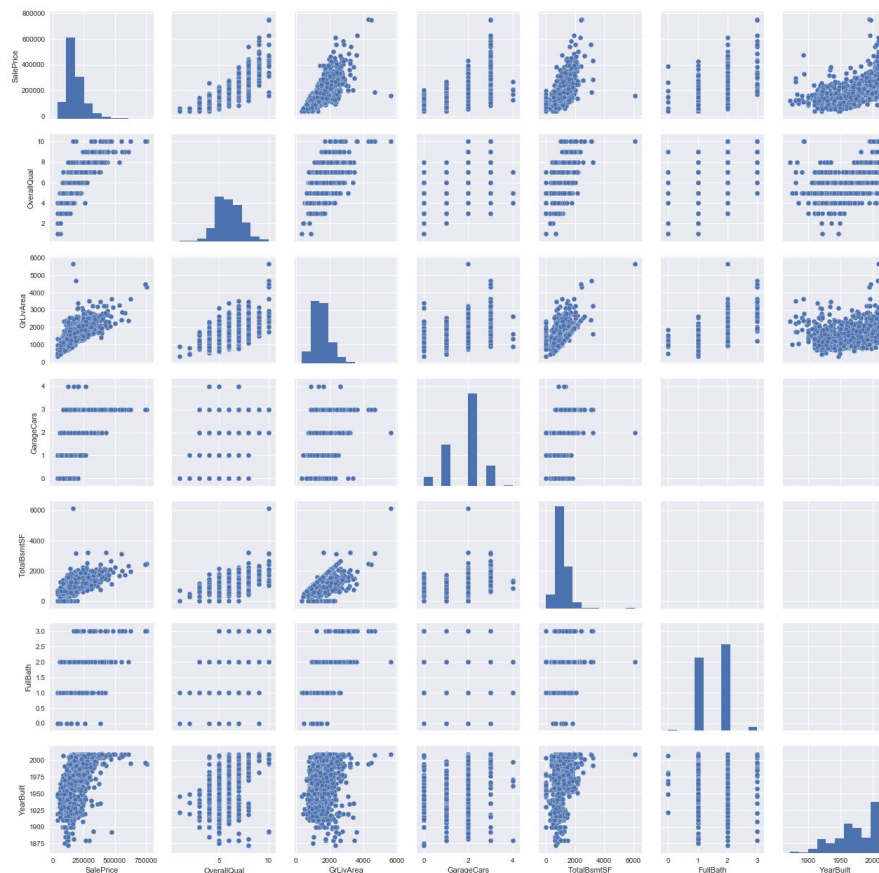 800000
600000
400000
200000
0
SalePrice
10
8
6
4
2
OverallQual
6000
5000
4000
3000
2000
1000
0
GrLivArea
4
3
2
1
0
GarageCars
6000
4000
2000
0
TotalBsmtSF
3.0
2.5
2.0
1.5
1.0
0.5
0.0
FullBath
2000
1975
1950
1925
1900
1875
YearBuilt
0 250000 500000 750000
5 10
0 2000 4000 6000
0 2 4
0 2000 4000 6000
0 1 2 3
1900 1950 2000
SalePrice OverallQual GrLivArea GarageCars TotalBsmtSF FullBath YearBuilt